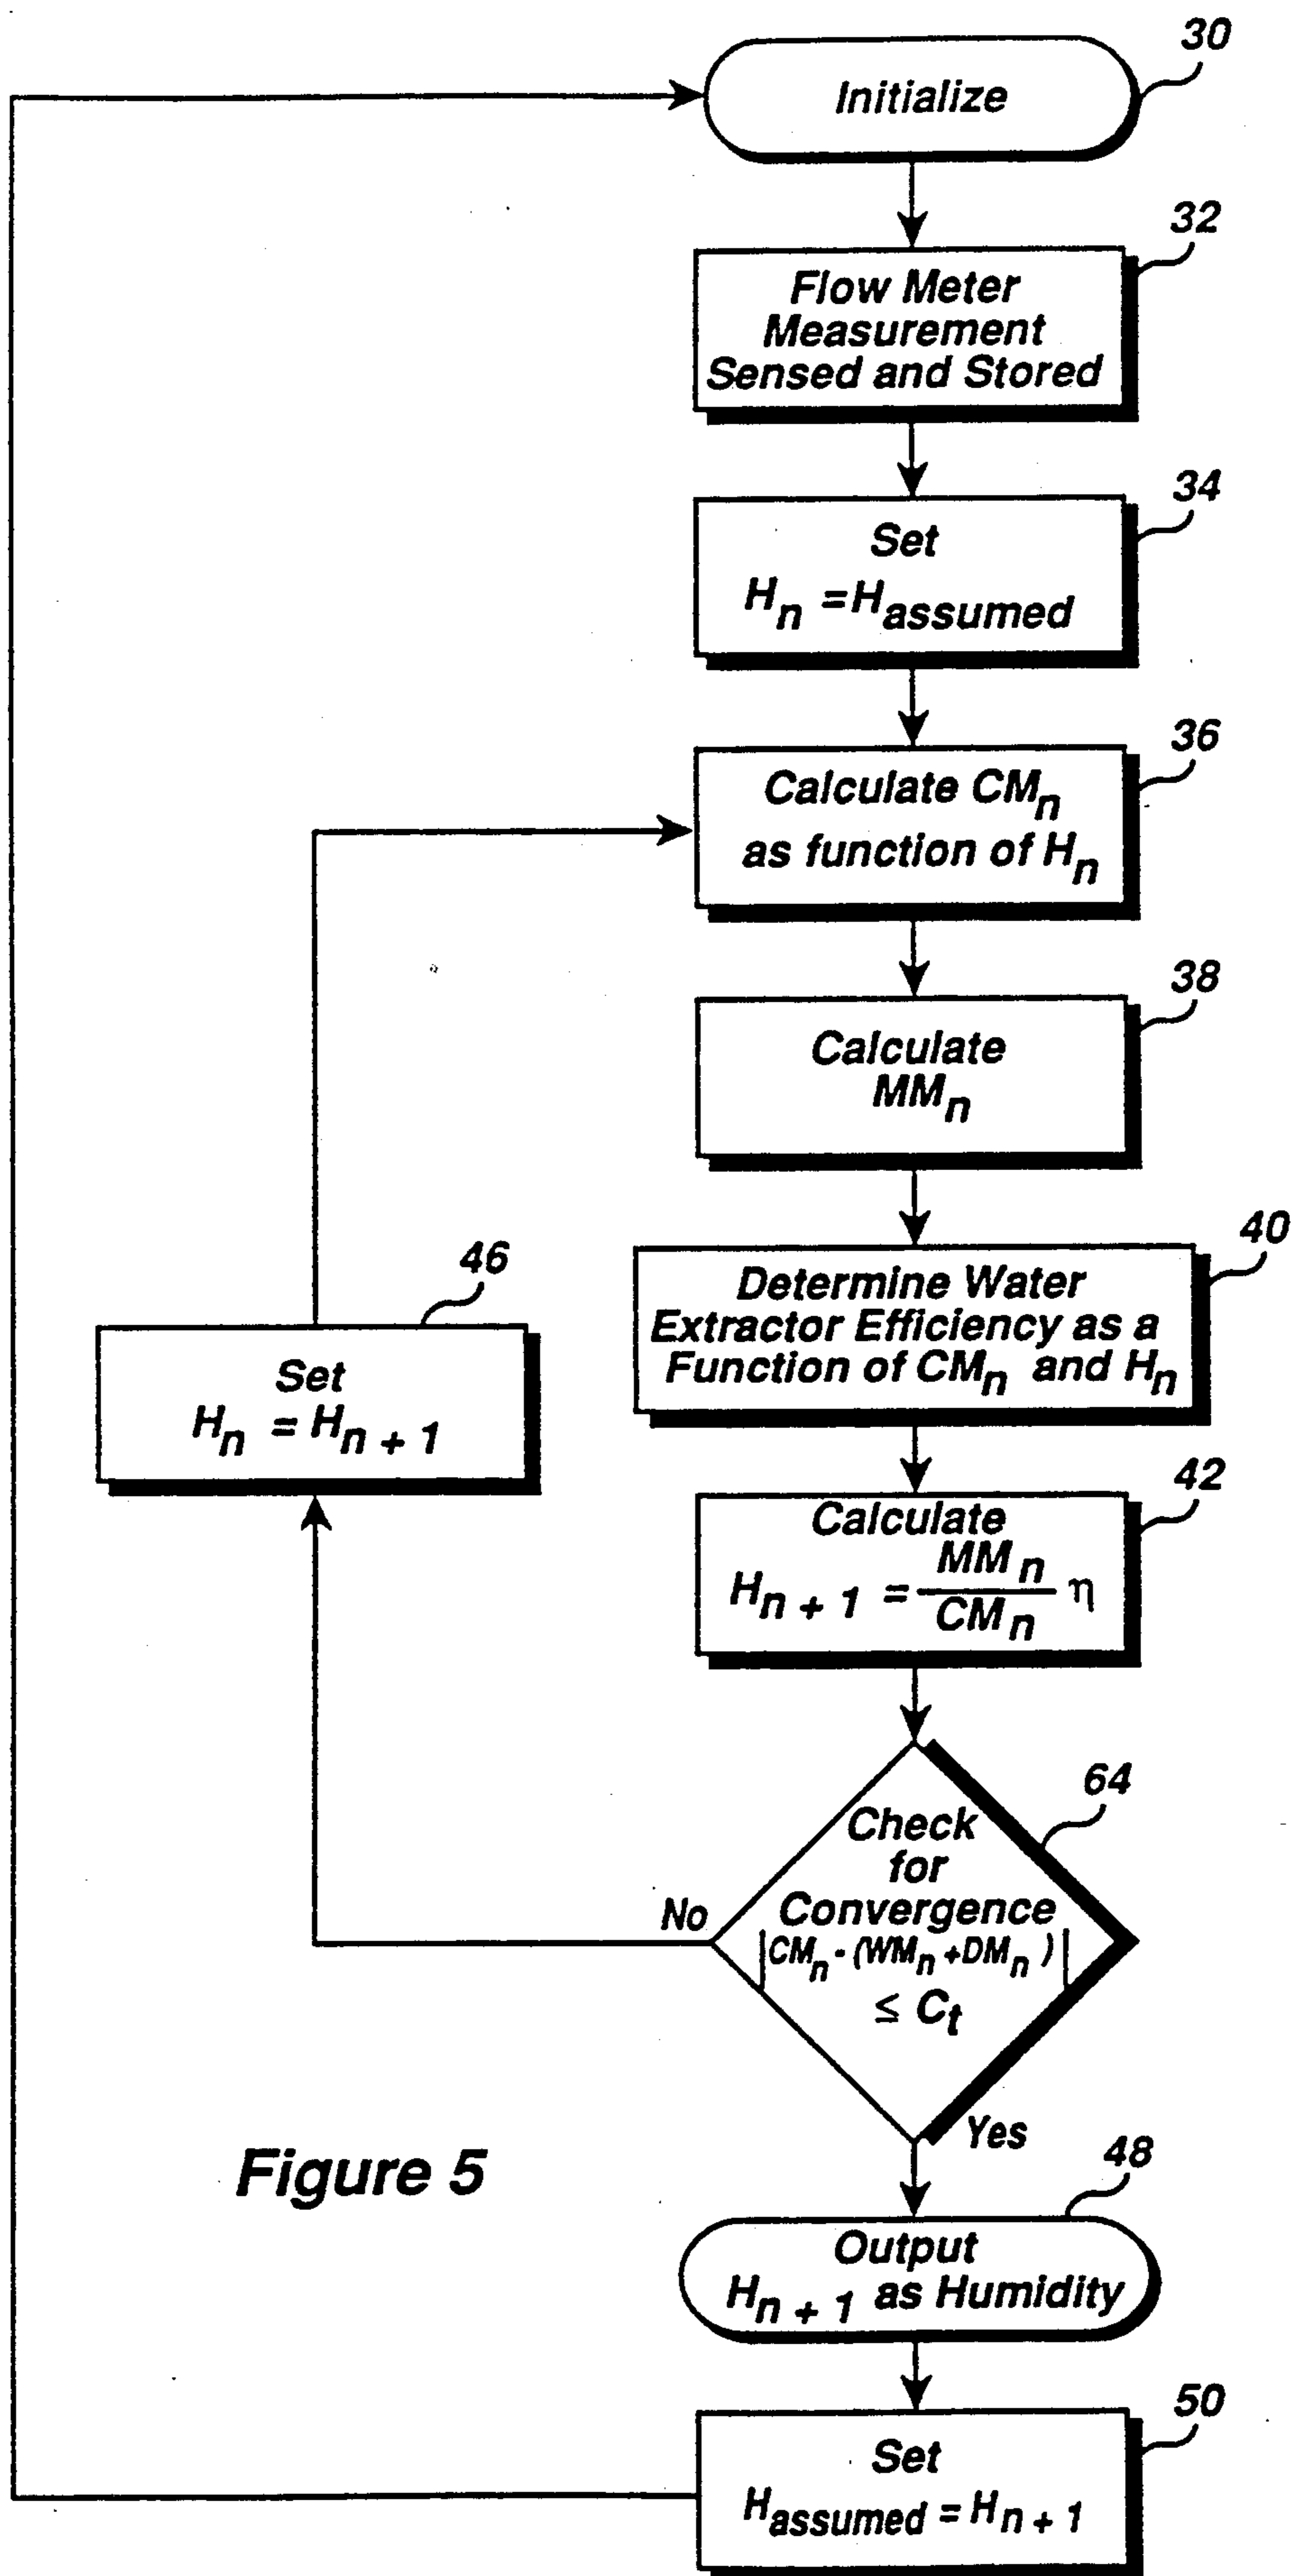 30
Initialize
32
Flow Meter
Measurement
Sensed and Stored
34
Set
Hn = Hassumed
36
Calculate CMn
as function of Hn
38
Calculate
MMn
40
Determine Water
Extractor Efficiency as a
Function of CMn and Hn
46
Set
Hn = Hn + 1
42
Calculate
Hn + 1 = MMn / CMn η
64
Check
for
Convergence
|CMn - (WMn + DMn)|
≤ Ct
No
Yes
Figure 5
48
Output
Hn + 1 as Humidity
50
Set
Hassumed = Hn + 1